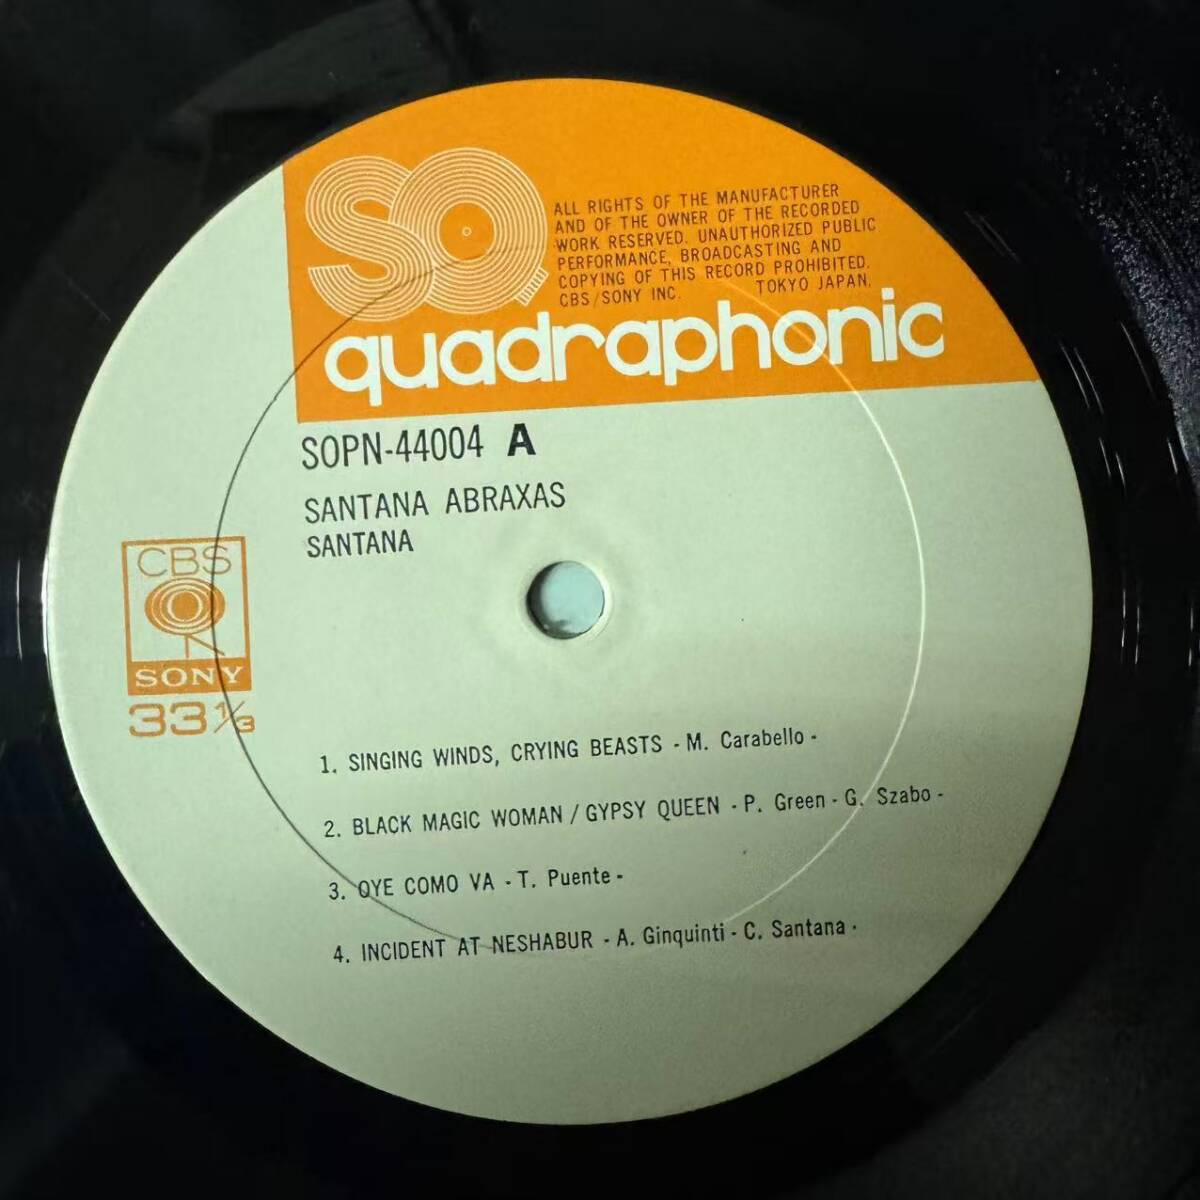 SQ
ALL RIGHTS OF THE MANUFACTURER
AND OF THE OWNER OF THE RECORDED
WORK RESERVED. UNAUTHORIZED PUBLIC
PERFORMANCE, BROADCASTING AND
COPYING OF THIS RECORD PROHIBITED.
CBS/SONY INC. TOKYO JAPAN.
quadraphonic
SOPN-44004 A
SANTANA ABRAXAS
SANTANA
CBS
SONY
33⅓
1. SINGING WINDS, CRYING BEASTS - M. Carabello -
2. BLACK MAGIC WOMAN / GYPSY QUEEN - P. Green - G. Szabo -
3. OYE COMO VA - T. Puente -
4. INCIDENT AT NESHABUR - A. Ginquinti - C. Santana -